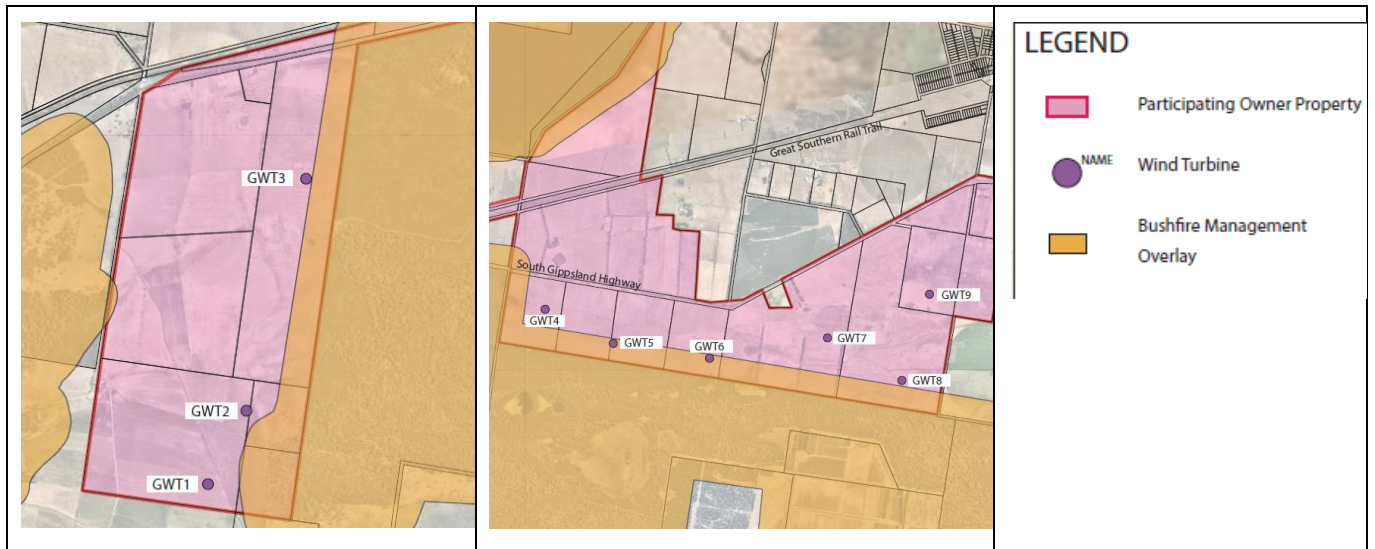 GWT3
GWT2
GWT1
Great Southern Rail Trail
South Gippsland Highway
GWT9
GWT4
GWT5
GWT6
GWT7
GWT8
LEGEND
Participating Owner Property
NAME
Wind Turbine
Bushfire Management
Overlay